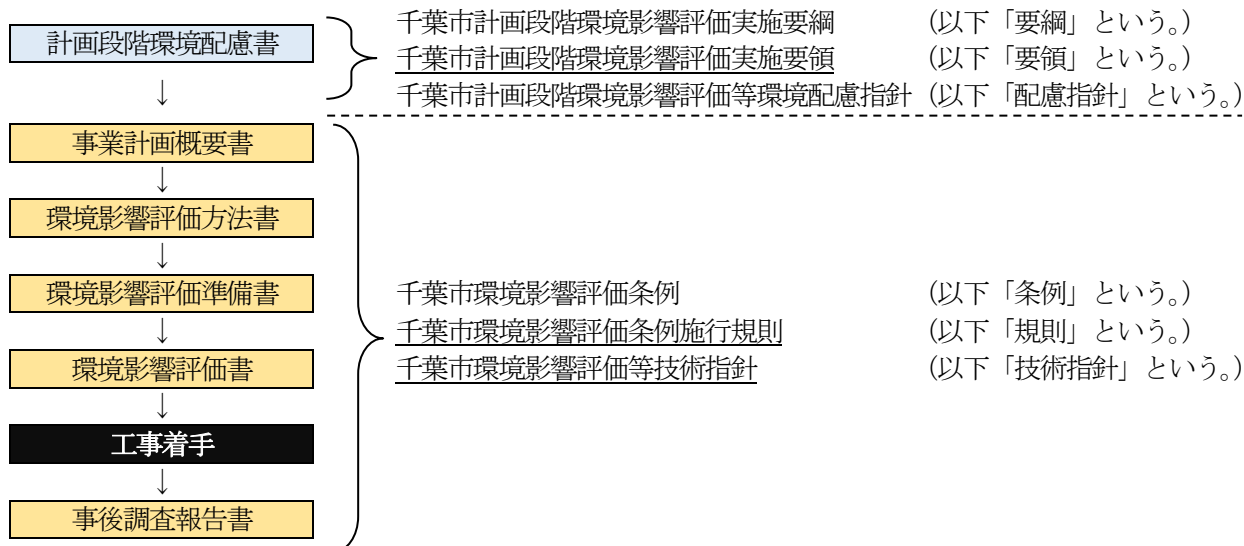 計画段階環境配慮書
↓
事業計画概要書
↓
環境影響評価方法書
↓
環境影響評価準備書
↓
環境影響評価書
↓
工事着手
↓
事後調査報告書
千葉市計画段階環境影響評価実施要綱 (以下「要綱」という。)
千葉市計画段階環境影響評価実施要領 (以下「要領」という。)
千葉市計画段階環境影響評価等環境配慮指針 (以下「配慮指針」という。)
千葉市環境影響評価条例 (以下「条例」という。)
千葉市環境影響評価条例施行規則 (以下「規則」という。)
千葉市環境影響評価等技術指針 (以下「技術指針」という。)